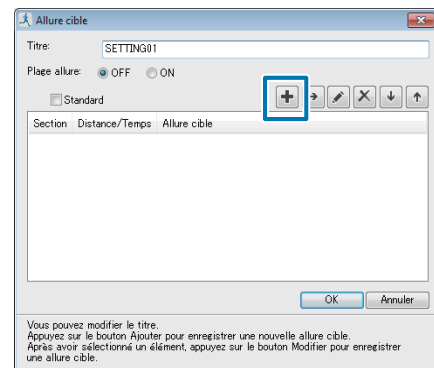 Allure cible
Titre: SETTING01
Plage allure: OFF ON
Standard
Section Distance/Temps Allure cible
OK Annuler
Vous pouvez modifier le titre.
Appuyez sur le bouton Ajouter pour enregistrer une nouvelle allure cible.
Après avoir sélectionné un élément, appuyez sur le bouton Modifier pour enregistrer
une allure cible.